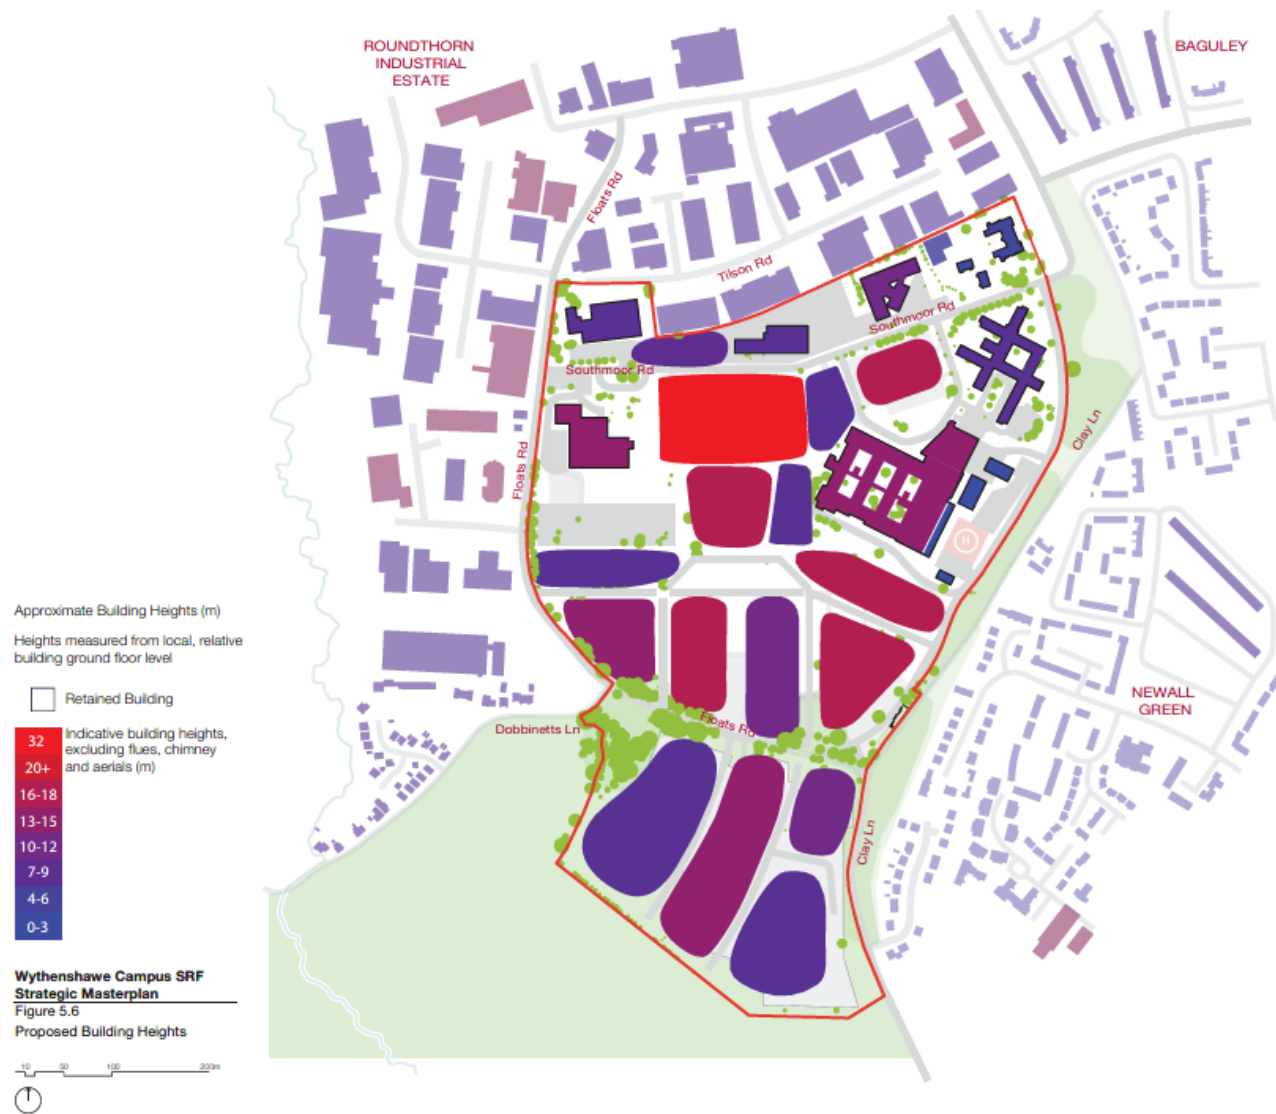 ROUNDTHORN
INDUSTRIAL
ESTATE
BAGULEY
Floats Rd
Tilson Rd
Southmoor Rd
Southmoor Rd
Clay Ln
Floats Rd
H
Approximate Building Heights (m)
Heights measured from local, relative
building ground floor level
Retained Building
32
20+
16-18
13-15
10-12
7-9
4-6
0-3
Indicative building heights,
excluding flues, chimney
and aerials (m)
NEWALL
GREEN
Dobbinetts Ln
Floats Rd
Clay Ln
Wythenshawe Campus SRF
Strategic Masterplan
Figure 5.6
Proposed Building Heights
10 50 100 200m